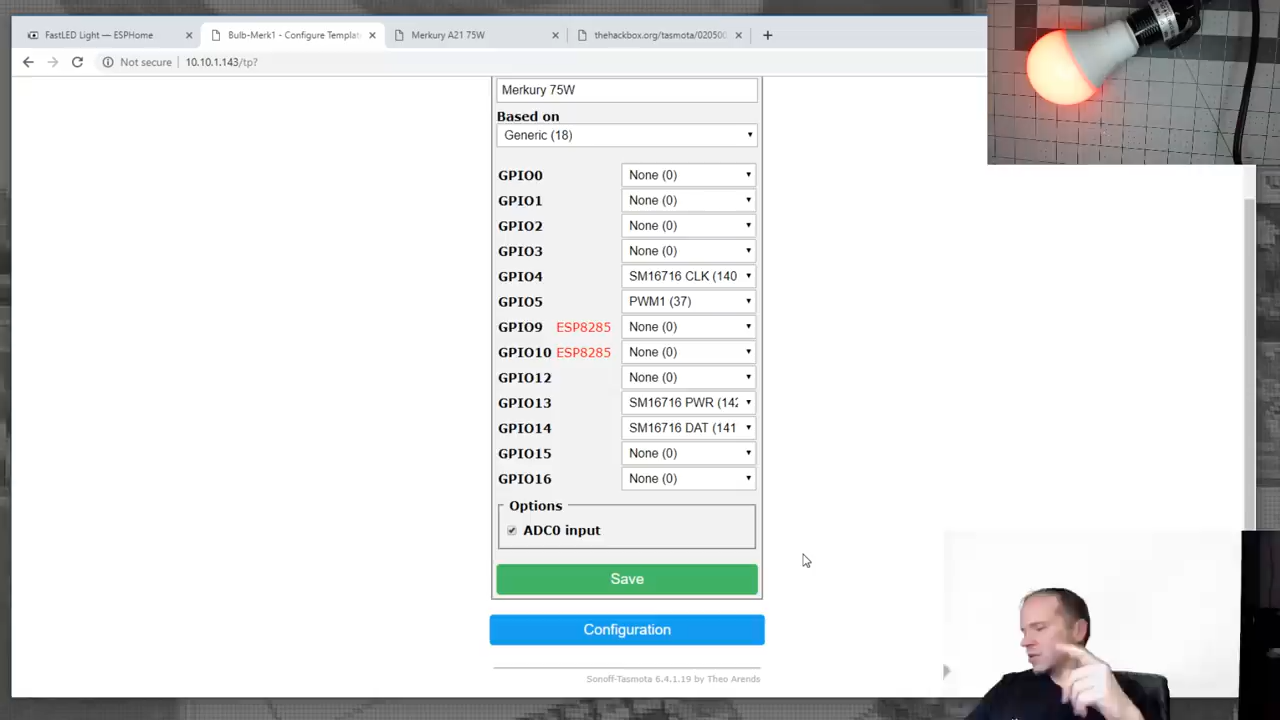 FastLED Light — ESPHome
Bulb-Merk1 - Configure Templat
Merkury A21 75W
thehackbox.org/tasmota/020500
Not secure
10.10.1.143/tp?
Merkury 75W
Based on
Generic (18)
GPIO0 None (0)
GPIO1 None (0)
GPIO2 None (0)
GPIO3 None (0)
GPIO4 SM16716 CLK (140
GPIO5 PWM1 (37)
GPIO9 ESP8285 None (0)
GPIO10 ESP8285 None (0)
GPIO12 None (0)
GPIO13 SM16716 PWR (142
GPIO14 SM16716 DAT (141
GPIO15 None (0)
GPIO16 None (0)
Options
ADC0 input
Save
Configuration
Sonoff-Tasmota 6.4.1.19 by Theo Arends